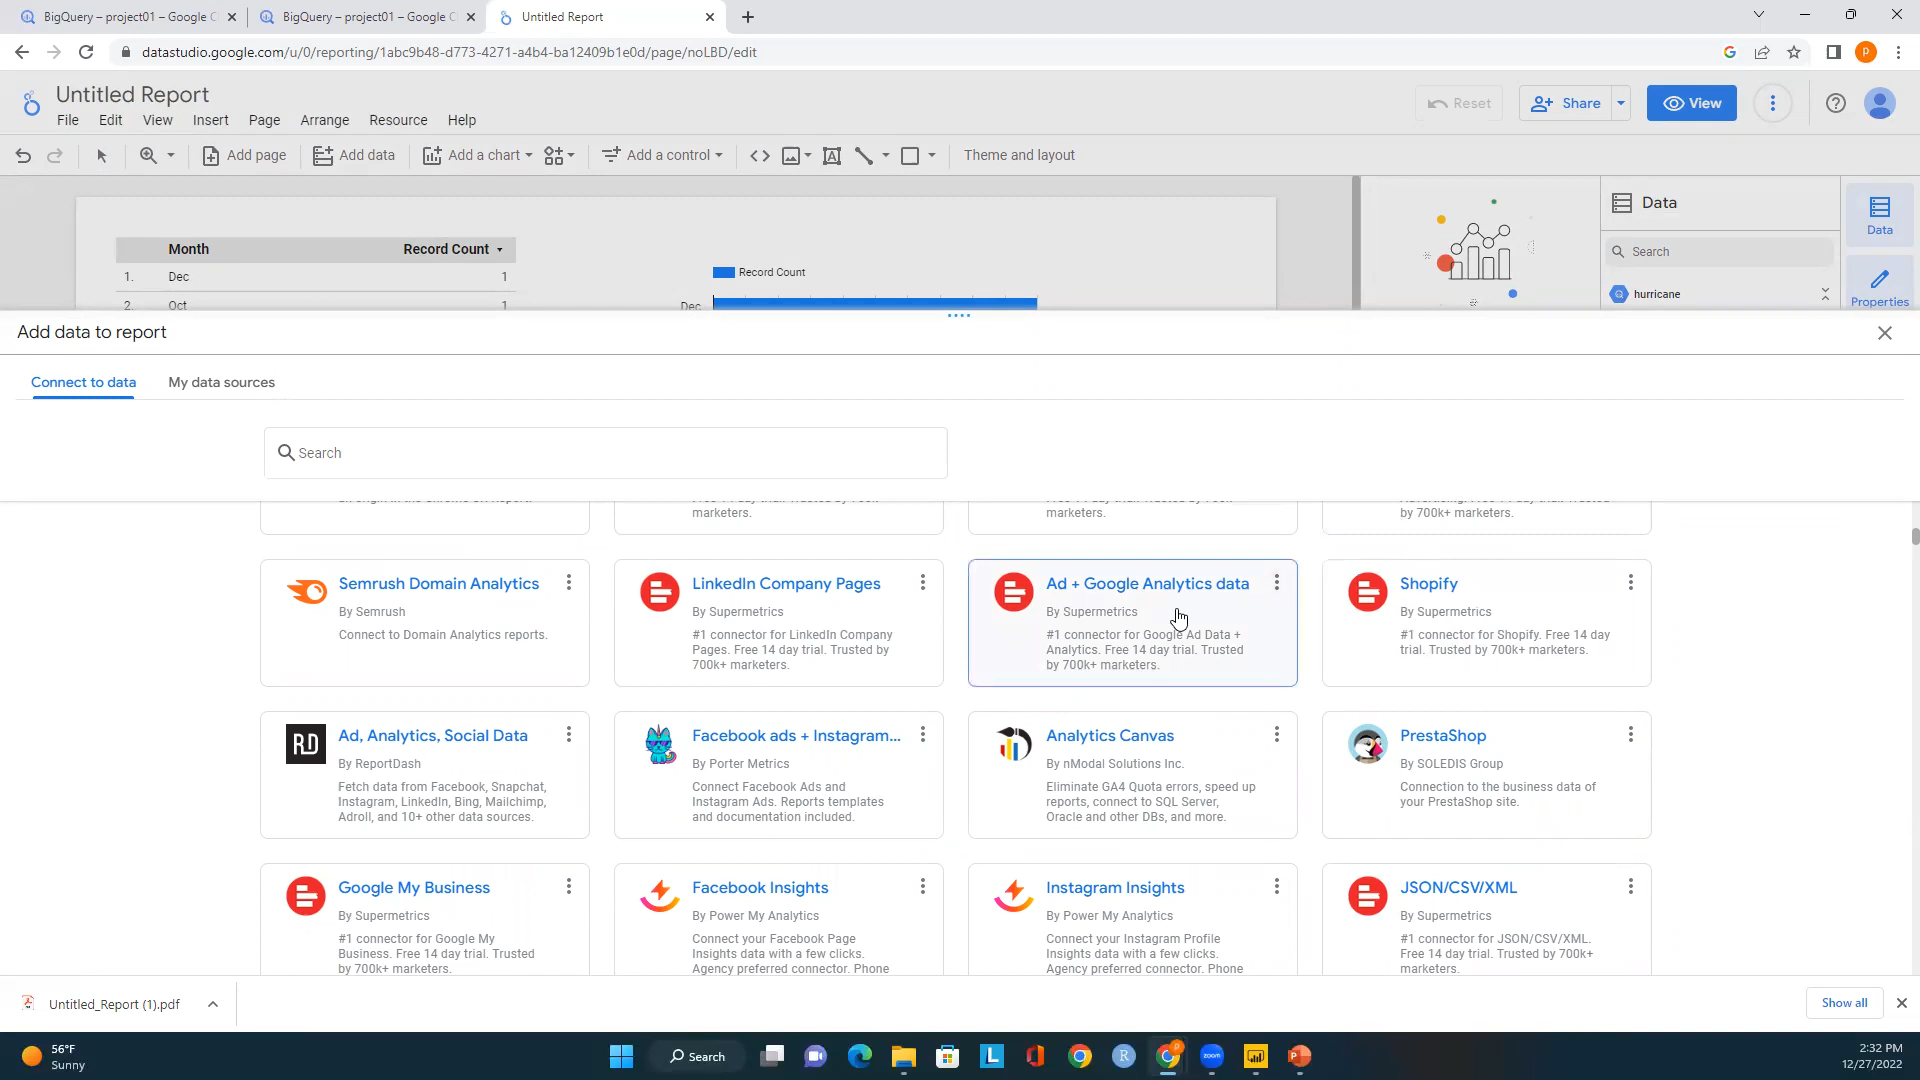 BigQuery – project01 – Google C
BigQuery – project01 – Google C
Untitled Report
datastudio.google.com/u/0/reporting/1abc9b48-d773-4271-a4b4-ba12409b1e0d/page/noLBD/edit
Untitled Report
Reset
Share
View
File Edit View Insert Page Arrange Resource Help
Add page
Add data
Add a chart
Add a control
Theme and layout
Month Record Count
1. Dec 1
2. Oct 1
Record Count
Dec
Data
Search
hurricane
Data
Properties
Add data to report
Connect to data
My data sources
Search
marketers.
marketers.
by 700k+ marketers.
Semrush Domain Analytics
By Semrush
Connect to Domain Analytics reports.
LinkedIn Company Pages
By Supermetrics
#1 connector for LinkedIn Company
Pages. Free 14 day trial. Trusted by
700k+ marketers.
Ad + Google Analytics data
By Supermetrics
#1 connector for Google Ad Data +
Analytics. Free 14 day trial. Trusted
by 700k+ marketers.
Shopify
By Supermetrics
#1 connector for Shopify. Free 14 day
trial. Trusted by 700k+ marketers.
RD
Ad, Analytics, Social Data
By ReportDash
Fetch data from Facebook, Snapchat,
Instagram, LinkedIn, Bing, Mailchimp,
Adroll, and 10+ other data sources.
Facebook ads + Instagram...
By Porter Metrics
Connect Facebook Ads and
Instagram Ads. Reports templates
and documentation included.
Analytics Canvas
By nModal Solutions Inc.
Eliminate GA4 Quota errors, speed up
reports, connect to SQL Server,
Oracle and other DBs, and more.
PrestaShop
By SOLEDIS Group
Connection to the business data of
your PrestaShop site.
Google My Business
By Supermetrics
#1 connector for Google My
Business. Free 14 day trial. Trusted
by 700k+ marketers.
Facebook Insights
By Power My Analytics
Connect your Facebook Page
Insights data with a few clicks.
Agency preferred connector. Phone
Instagram Insights
By Power My Analytics
Connect your Instagram Profile
Insights data with a few clicks.
Agency preferred connector. Phone
JSON/CSV/XML
By Supermetrics
#1 connector for JSON/CSV/XML.
Free 14 day trial. Trusted by 700k+
marketers.
Untitled_Report (1).pdf
Show all
56°F
Sunny
Search
2:32 PM
12/27/2022